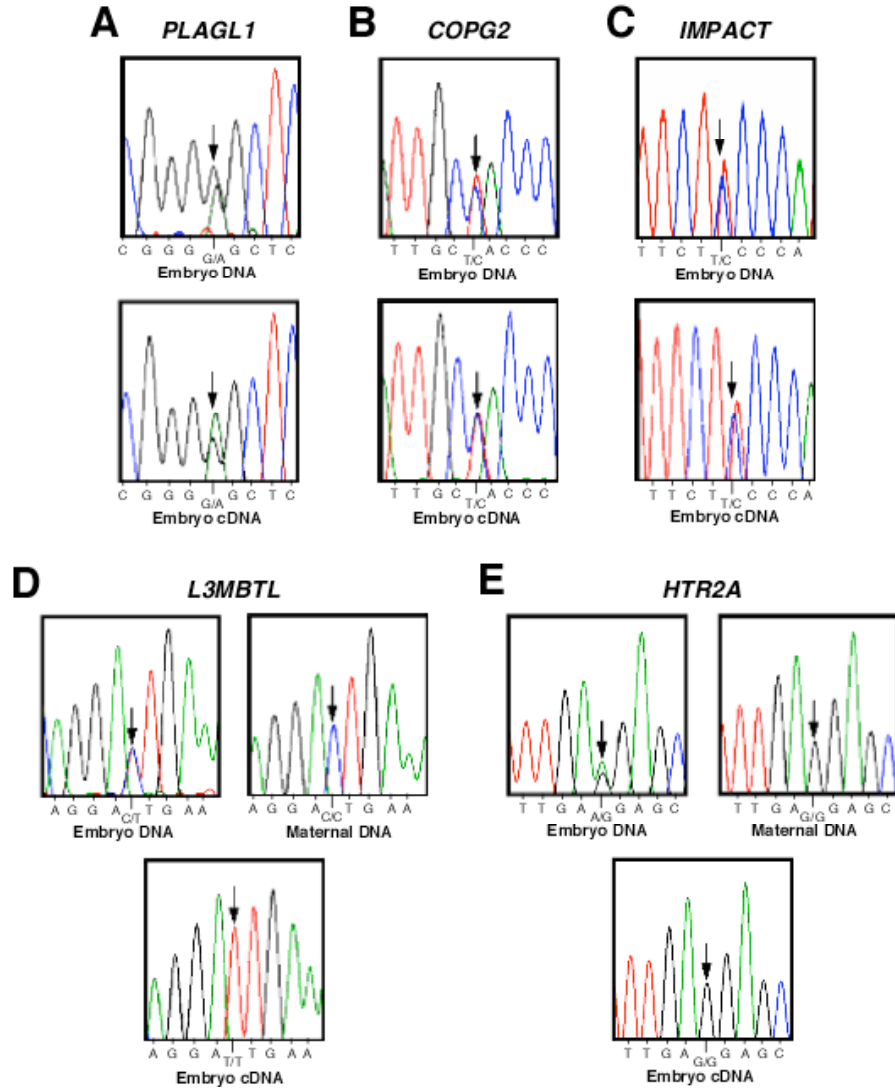 A PLAGL1
C G G G G/A G C T C
Embryo DNA
C G G G G/A G C T C
Embryo cDNA
B COPG2
T T G C T/C A C C C
Embryo DNA
T T G C T/C A C C C
Embryo cDNA
C IMPACT
T T C T T/C C C C A
Embryo DNA
T T C T T/C C C C A
Embryo cDNA
D L3MBTL
A G G A C/T T G A A
Embryo DNA
A G G A C/C T G A A
Maternal DNA
A G G A T/T T G A A
Embryo cDNA
E HTR2A
T T G A A/G G A G C
Embryo DNA
T T G A G/G G A G C
Maternal DNA
T T G A G/G G A G C
Embryo cDNA